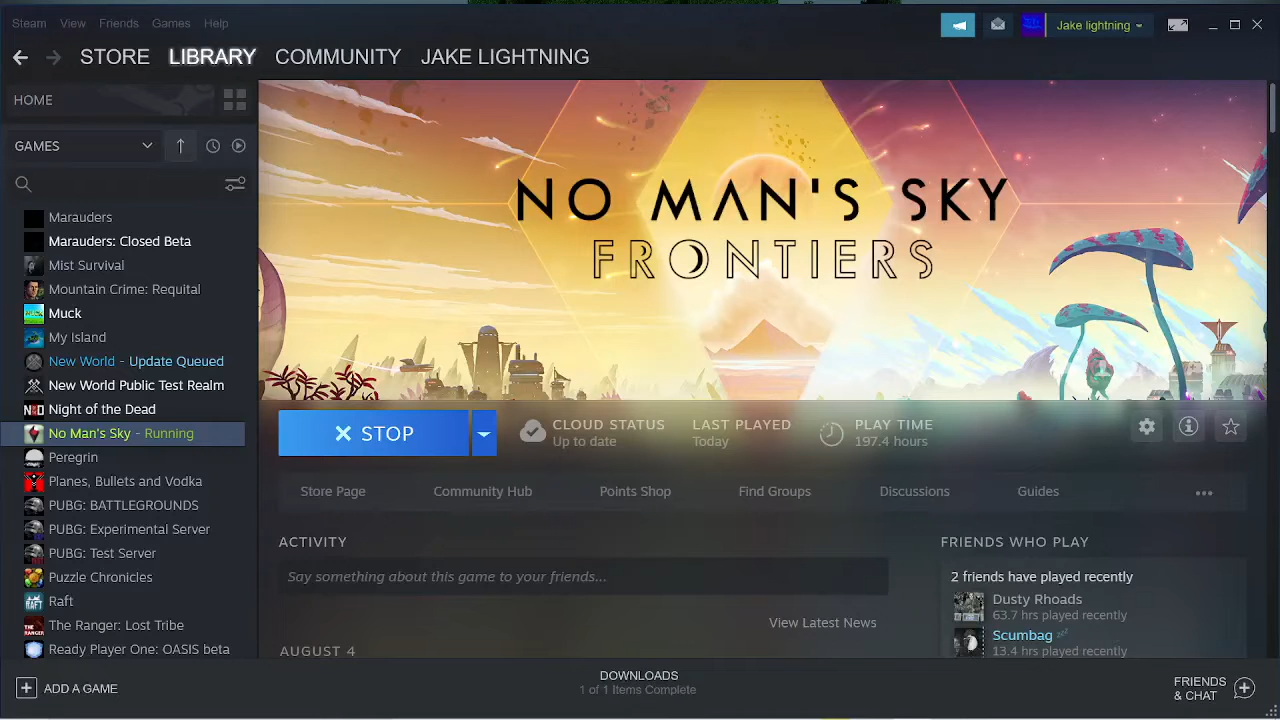 Steam View Friends Games Help
Jake lightning
STORE LIBRARY COMMUNITY JAKE LIGHTNING
HOME
GAMES
Marauders
Marauders: Closed Beta
Mist Survival
Mountain Crime: Requital
Muck
My Island
New World - Update Queued
New World Public Test Realm
Night of the Dead
No Man's Sky - Running
Peregrin
Planes, Bullets and Vodka
PUBG: BATTLEGROUNDS
PUBG: Experimental Server
PUBG: Test Server
Puzzle Chronicles
RAFT Raft
THE RANGER: The Ranger: Lost Tribe
Ready Player One: OASIS beta
NO MAN'S SKY
FRONTIERS
STOP
CLOUD STATUS
Up to date
LAST PLAYED
Today
PLAY TIME
197.4 hours
Store Page Community Hub Points Shop Find Groups Discussions Guides
ACTIVITY
Say something about this game to your friends...
View Latest News
AUGUST 4
FRIENDS WHO PLAY
2 friends have played recently
Dusty Rhoads
63.7 hrs played recently
Scumbag zzz
13.4 hrs played recently
ADD A GAME
DOWNLOADS
1 of 1 Items Complete
FRIENDS
& CHAT